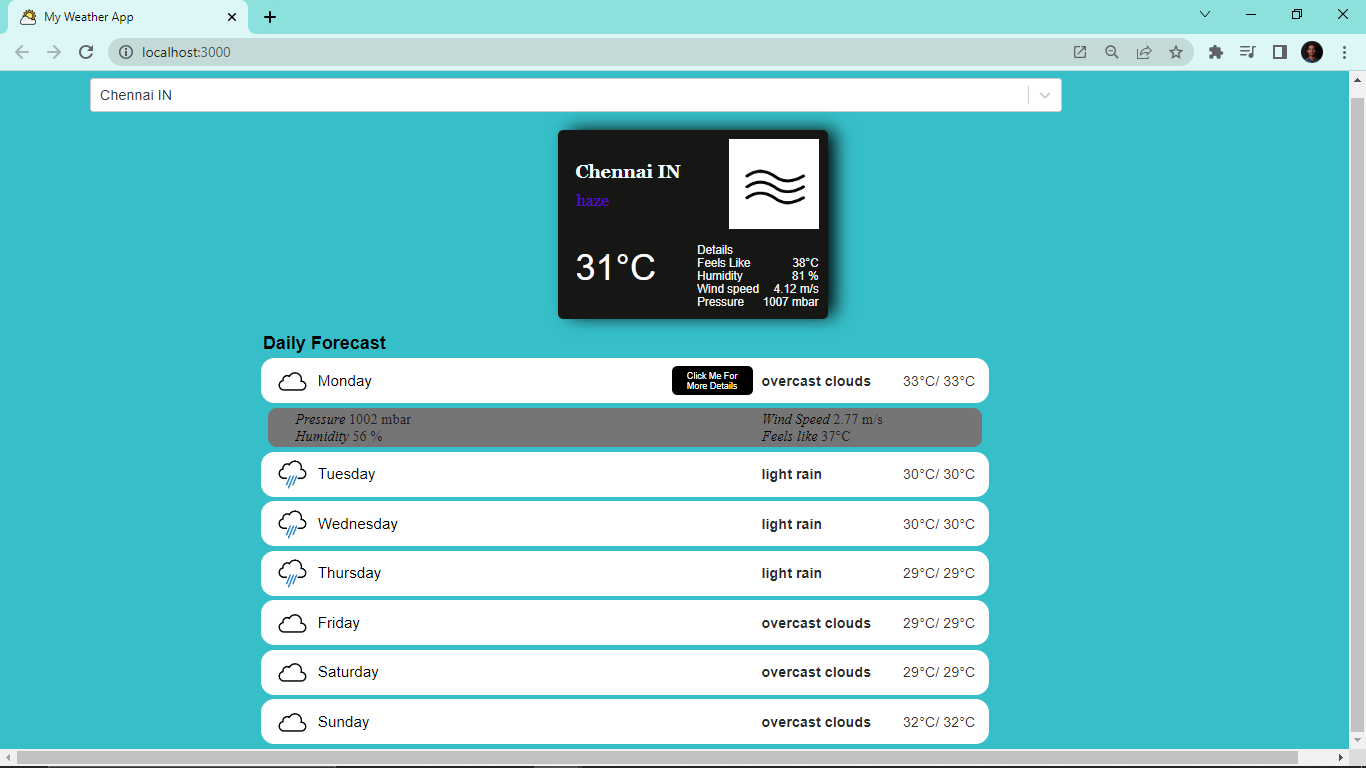 My Weather App
localhost:3000
Chennai IN
Chennai IN
haze
31°C
Details
Feels Like 38°C
Humidity 81 %
Wind speed 4.12 m/s
Pressure 1007 mbar
Daily Forecast
Monday
Click Me For
More Details
overcast clouds 33°C/ 33°C
Pressure 1002 mbar Wind Speed 2.77 m/s
Humidity 56 % Feels like 37°C
Tuesday light rain 30°C/ 30°C
Wednesday light rain 30°C/ 30°C
Thursday light rain 29°C/ 29°C
Friday overcast clouds 29°C/ 29°C
Saturday overcast clouds 29°C/ 29°C
Sunday overcast clouds 32°C/ 32°C